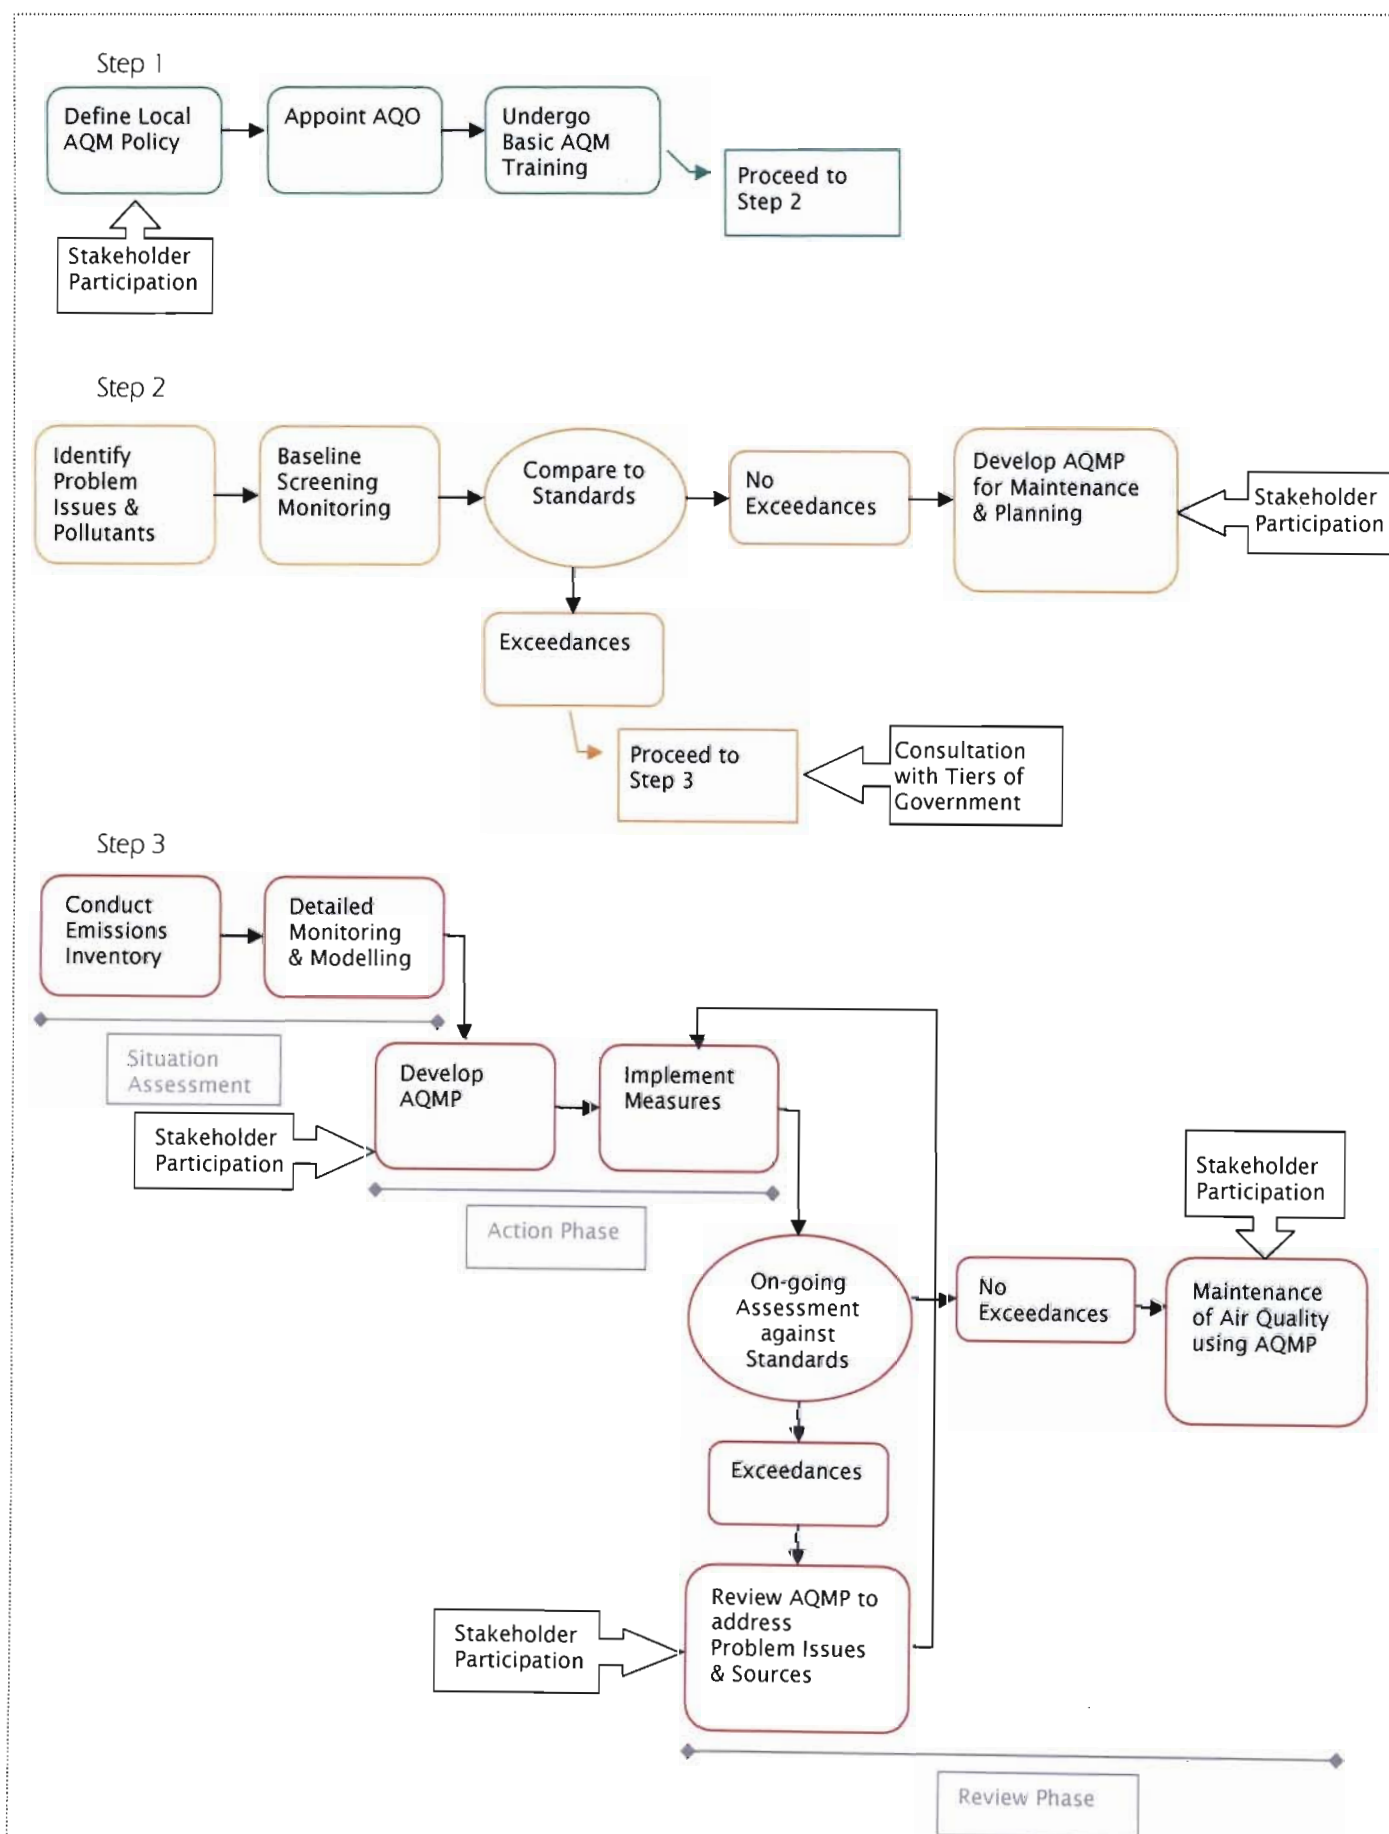 Step 1
Define Local
AQM Policy
Appoint AQO
Undergo
Basic AQM
Training
Proceed to
Step 2
Stakeholder
Participation
Step 2
Identify
Problem
Issues &
Pollutants
Baseline
Screening
Monitoring
Compare to
Standards
No
Exceedances
Develop AQMP
for Maintenance
& Planning
Stakeholder
Participation
Exceedances
Proceed to
Step 3
Consultation
with Tiers of
Government
Step 3
Conduct
Emissions
Inventory
Detailed
Monitoring
& Modelling
Situation
Assessment
Develop
AQMP
Implement
Measures
Stakeholder
Participation
Action Phase
Stakeholder
Participation
On-going
Assessment
against
Standards
No
Exceedances
Maintenance
of Air Quality
using AQMP
Exceedances
Review AQMP to
address
Problem Issues
& Sources
Stakeholder
Participation
Review Phase